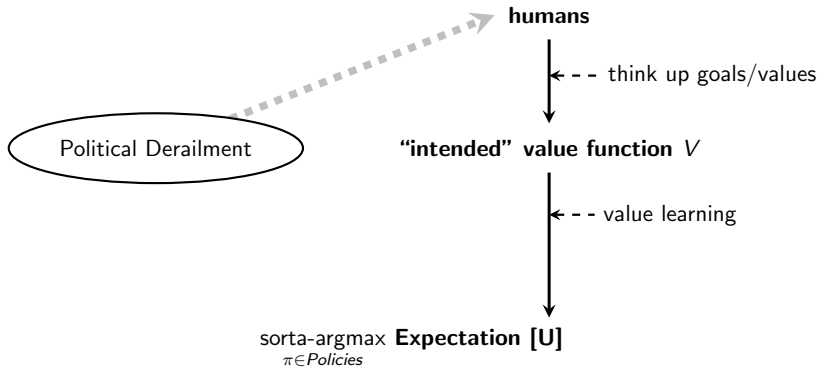 humans
think up goals/values
Political Derailment
“intended” value function V
value learning
sorta-argmax Expectation [U]
π∈Policies